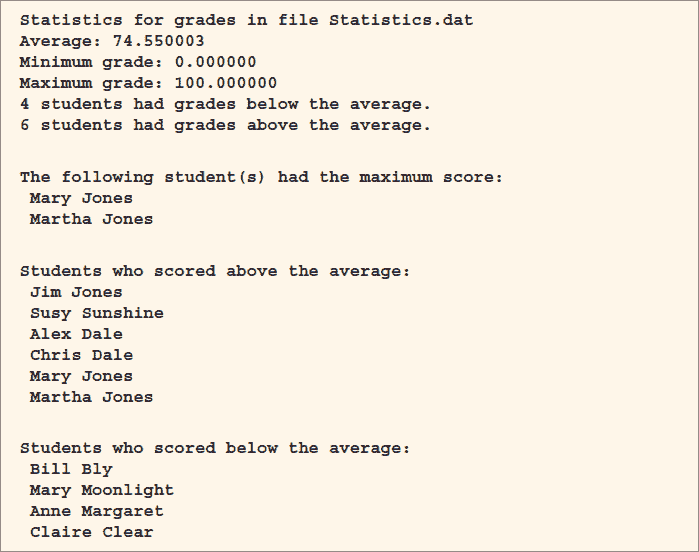 Statistics for grades in file Statistics.dat
Average: 74.550003
Minimum grade: 0.000000
Maximum grade: 100.000000
4 students had grades below the average.
6 students had grades above the average.
The following student(s) had the maximum score:
Mary Jones
Martha Jones
Students who scored above the average:
Jim Jones
Susy Sunshine
Alex Dale
Chris Dale
Mary Jones
Martha Jones
Students who scored below the average:
Bill Bly
Mary Moonlight
Anne Margaret
Claire Clear